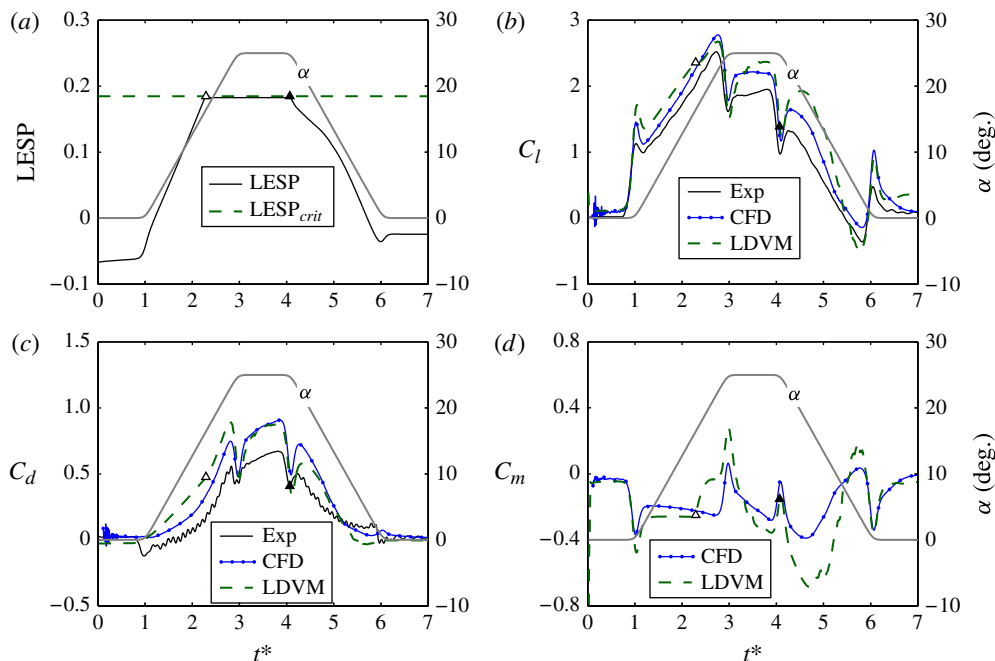 (a)
0.3
0.2
0.1
0
−0.1
LESP
30
20
10
0
−10
α
LESP
LESPcrit
0 1 2 3 4 5 6 7
(b)
3
2
1
0
−1
Cl
30
20
10
0
−10
α (deg.)
α
Exp
CFD
LDVM
0 1 2 3 4 5 6 7
(c)
1.5
1.0
0.5
0
−0.5
Cd
30
20
10
0
−10
α
Exp
CFD
LDVM
0 1 2 3 4 5 6 7
t*
(d)
0.8
0.4
0
−0.4
−0.8
Cm
30
20
10
0
−10
α (deg.)
α
CFD
LDVM
0 1 2 3 4 5 6 7
t*